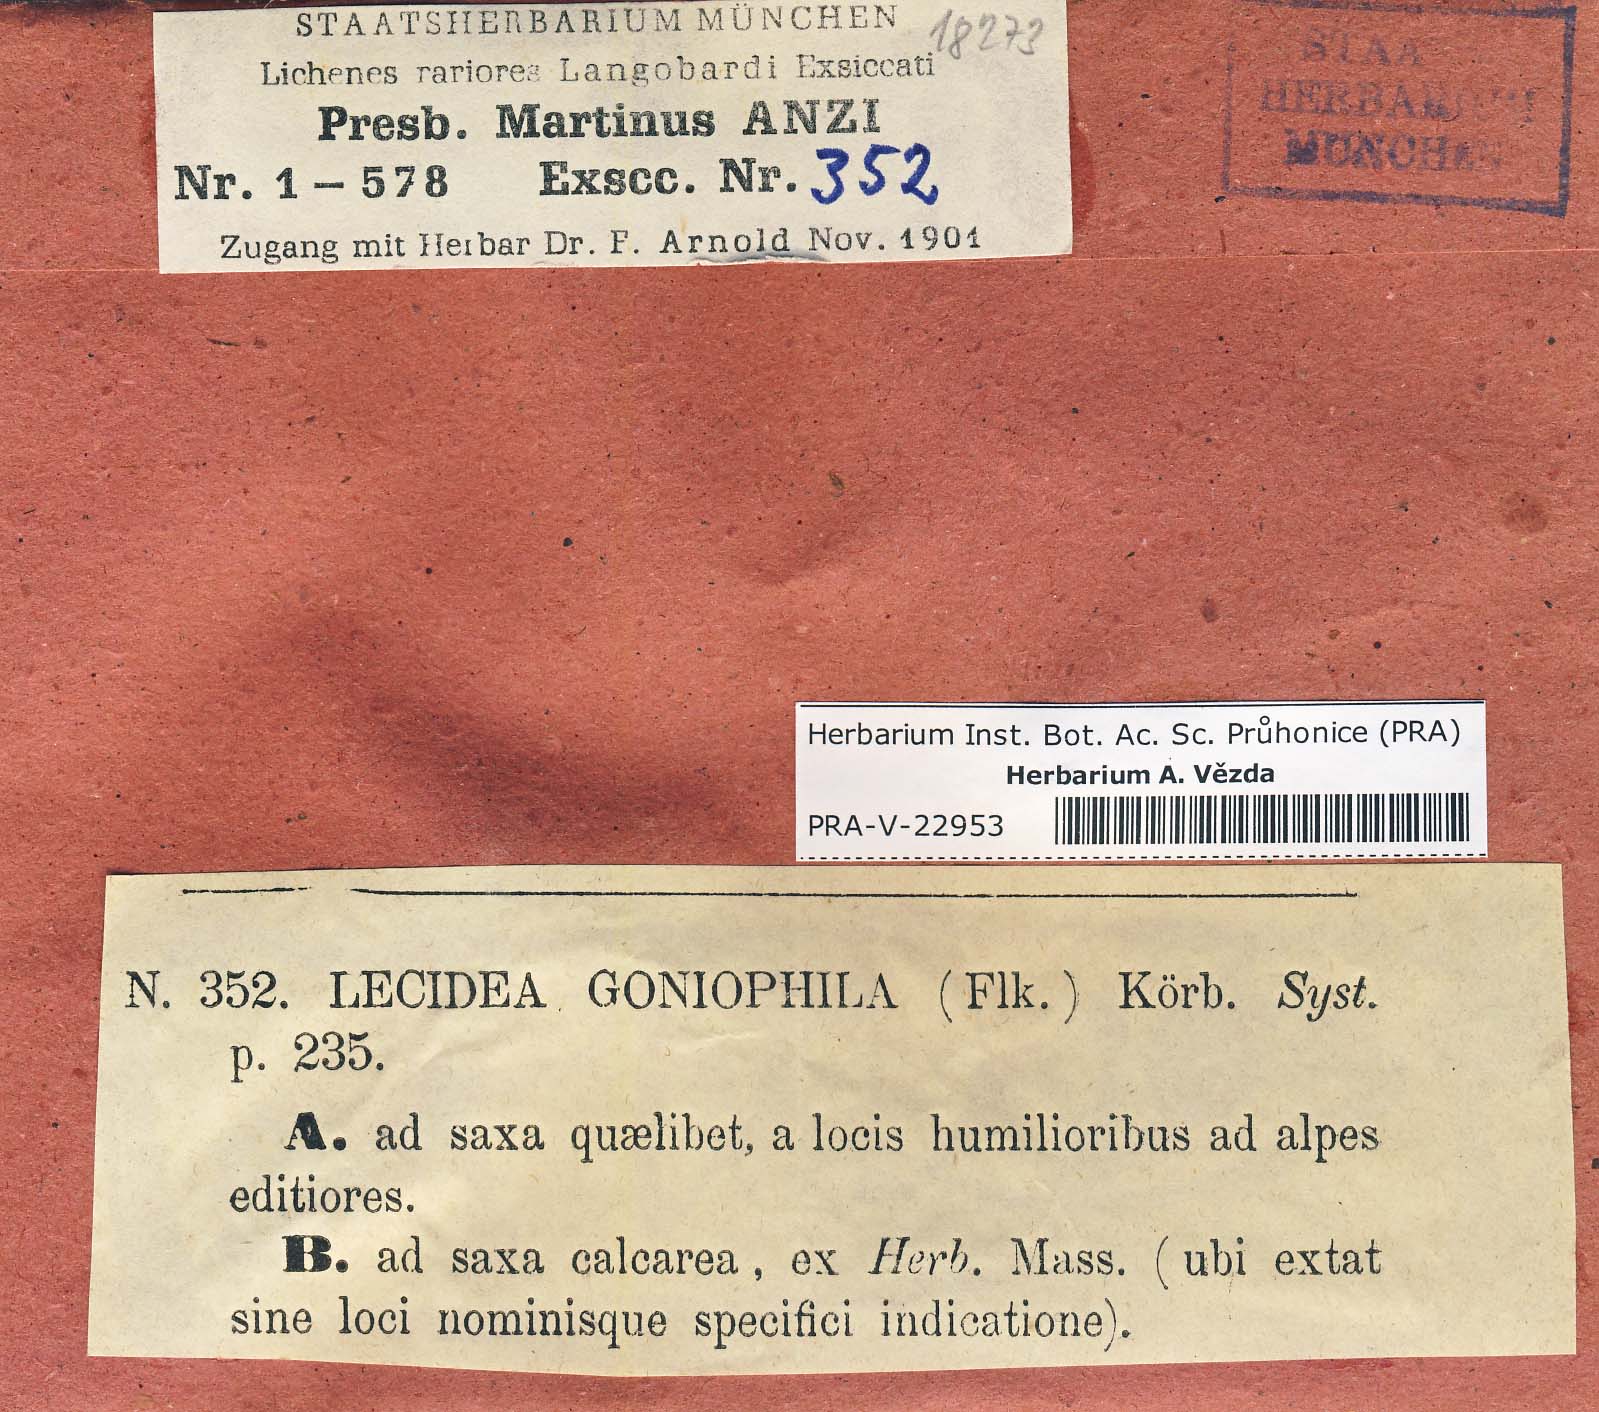 STAATSHERBARIUM MÜNCHEN
18273
Lichenes rariores Langobardi Exsiccati
Presb. Martinus ANZI
Nr. 1 – 578 Exscc. Nr. 352
Zugang mit Herbar Dr. F. Arnold Nov. 1901
STAA
HERBARIUM
MÜNCHEN
Herbarium Inst. Bot. Ac. Sc. Průhonice (PRA)
Herbarium A. Vězda
PRA-V-22953
N. 352. LECIDEA GONIOPHILA (Flk.) Körb. Syst.
p. 235.
A. ad saxa quælibet, a locis humilioribus ad alpes
editiores.
B. ad saxa calcarea, ex Herb. Mass. (ubi extat
sine loci nominisque specifici indicatione).